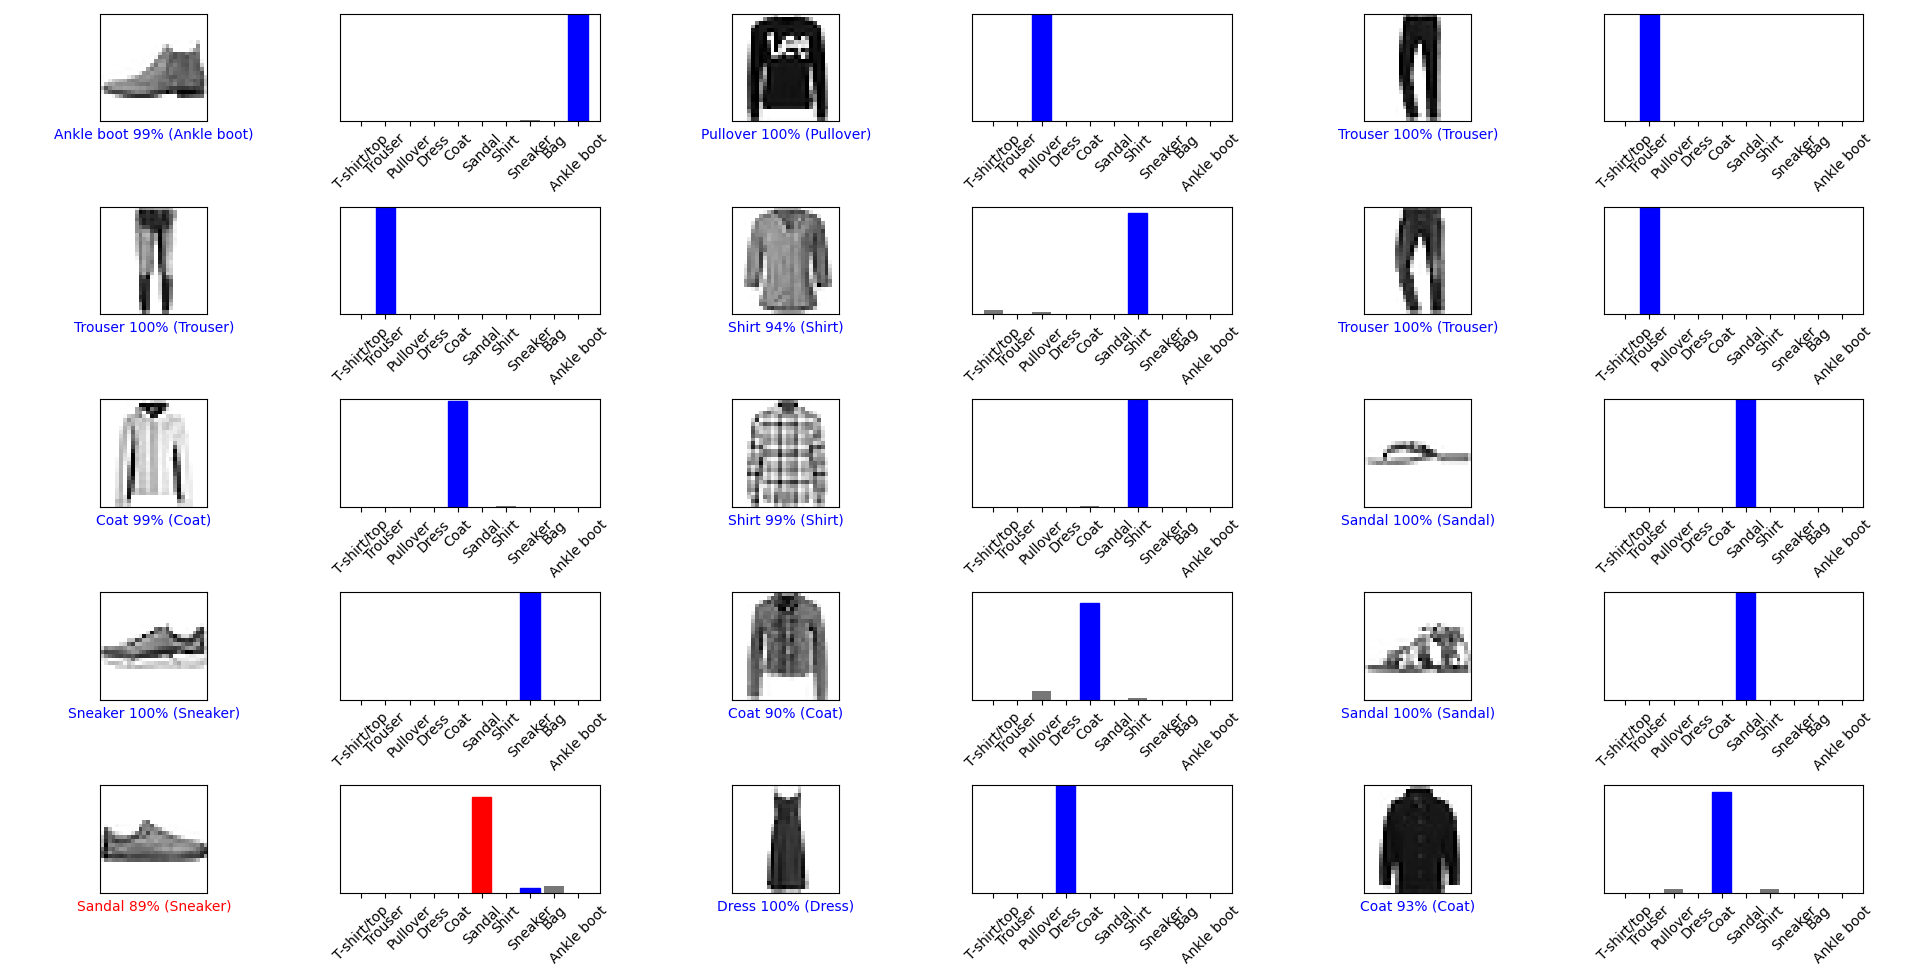 Lee
Ankle boot 99% (Ankle boot)
T-shirt/top
Trouser
Pullover
Dress
Coat
Sandal
Shirt
Sneaker
Bag
Ankle boot
Pullover 100% (Pullover)
T-shirt/top
Trouser
Pullover
Dress
Coat
Sandal
Shirt
Sneaker
Bag
Ankle boot
Trouser 100% (Trouser)
T-shirt/top
Trouser
Pullover
Dress
Coat
Sandal
Shirt
Sneaker
Bag
Ankle boot
Trouser 100% (Trouser)
T-shirt/top
Trouser
Pullover
Dress
Coat
Sandal
Shirt
Sneaker
Bag
Ankle boot
Shirt 94% (Shirt)
T-shirt/top
Trouser
Pullover
Dress
Coat
Sandal
Shirt
Sneaker
Bag
Ankle boot
Trouser 100% (Trouser)
T-shirt/top
Trouser
Pullover
Dress
Coat
Sandal
Shirt
Sneaker
Bag
Ankle boot
Coat 99% (Coat)
T-shirt/top
Trouser
Pullover
Dress
Coat
Sandal
Shirt
Sneaker
Bag
Ankle boot
Shirt 99% (Shirt)
T-shirt/top
Trouser
Pullover
Dress
Coat
Sandal
Shirt
Sneaker
Bag
Ankle boot
Sandal 100% (Sandal)
T-shirt/top
Trouser
Pullover
Dress
Coat
Sandal
Shirt
Sneaker
Bag
Ankle boot
Sneaker 100% (Sneaker)
T-shirt/top
Trouser
Pullover
Dress
Coat
Sandal
Shirt
Sneaker
Bag
Ankle boot
Coat 90% (Coat)
T-shirt/top
Trouser
Pullover
Dress
Coat
Sandal
Shirt
Sneaker
Bag
Ankle boot
Sandal 100% (Sandal)
T-shirt/top
Trouser
Pullover
Dress
Coat
Sandal
Shirt
Sneaker
Bag
Ankle boot
Sandal 89% (Sneaker)
T-shirt/top
Trouser
Pullover
Dress
Coat
Sandal
Shirt
Sneaker
Bag
Ankle boot
Dress 100% (Dress)
T-shirt/top
Trouser
Pullover
Dress
Coat
Sandal
Shirt
Sneaker
Bag
Ankle boot
Coat 93% (Coat)
T-shirt/top
Trouser
Pullover
Dress
Coat
Sandal
Shirt
Sneaker
Bag
Ankle boot